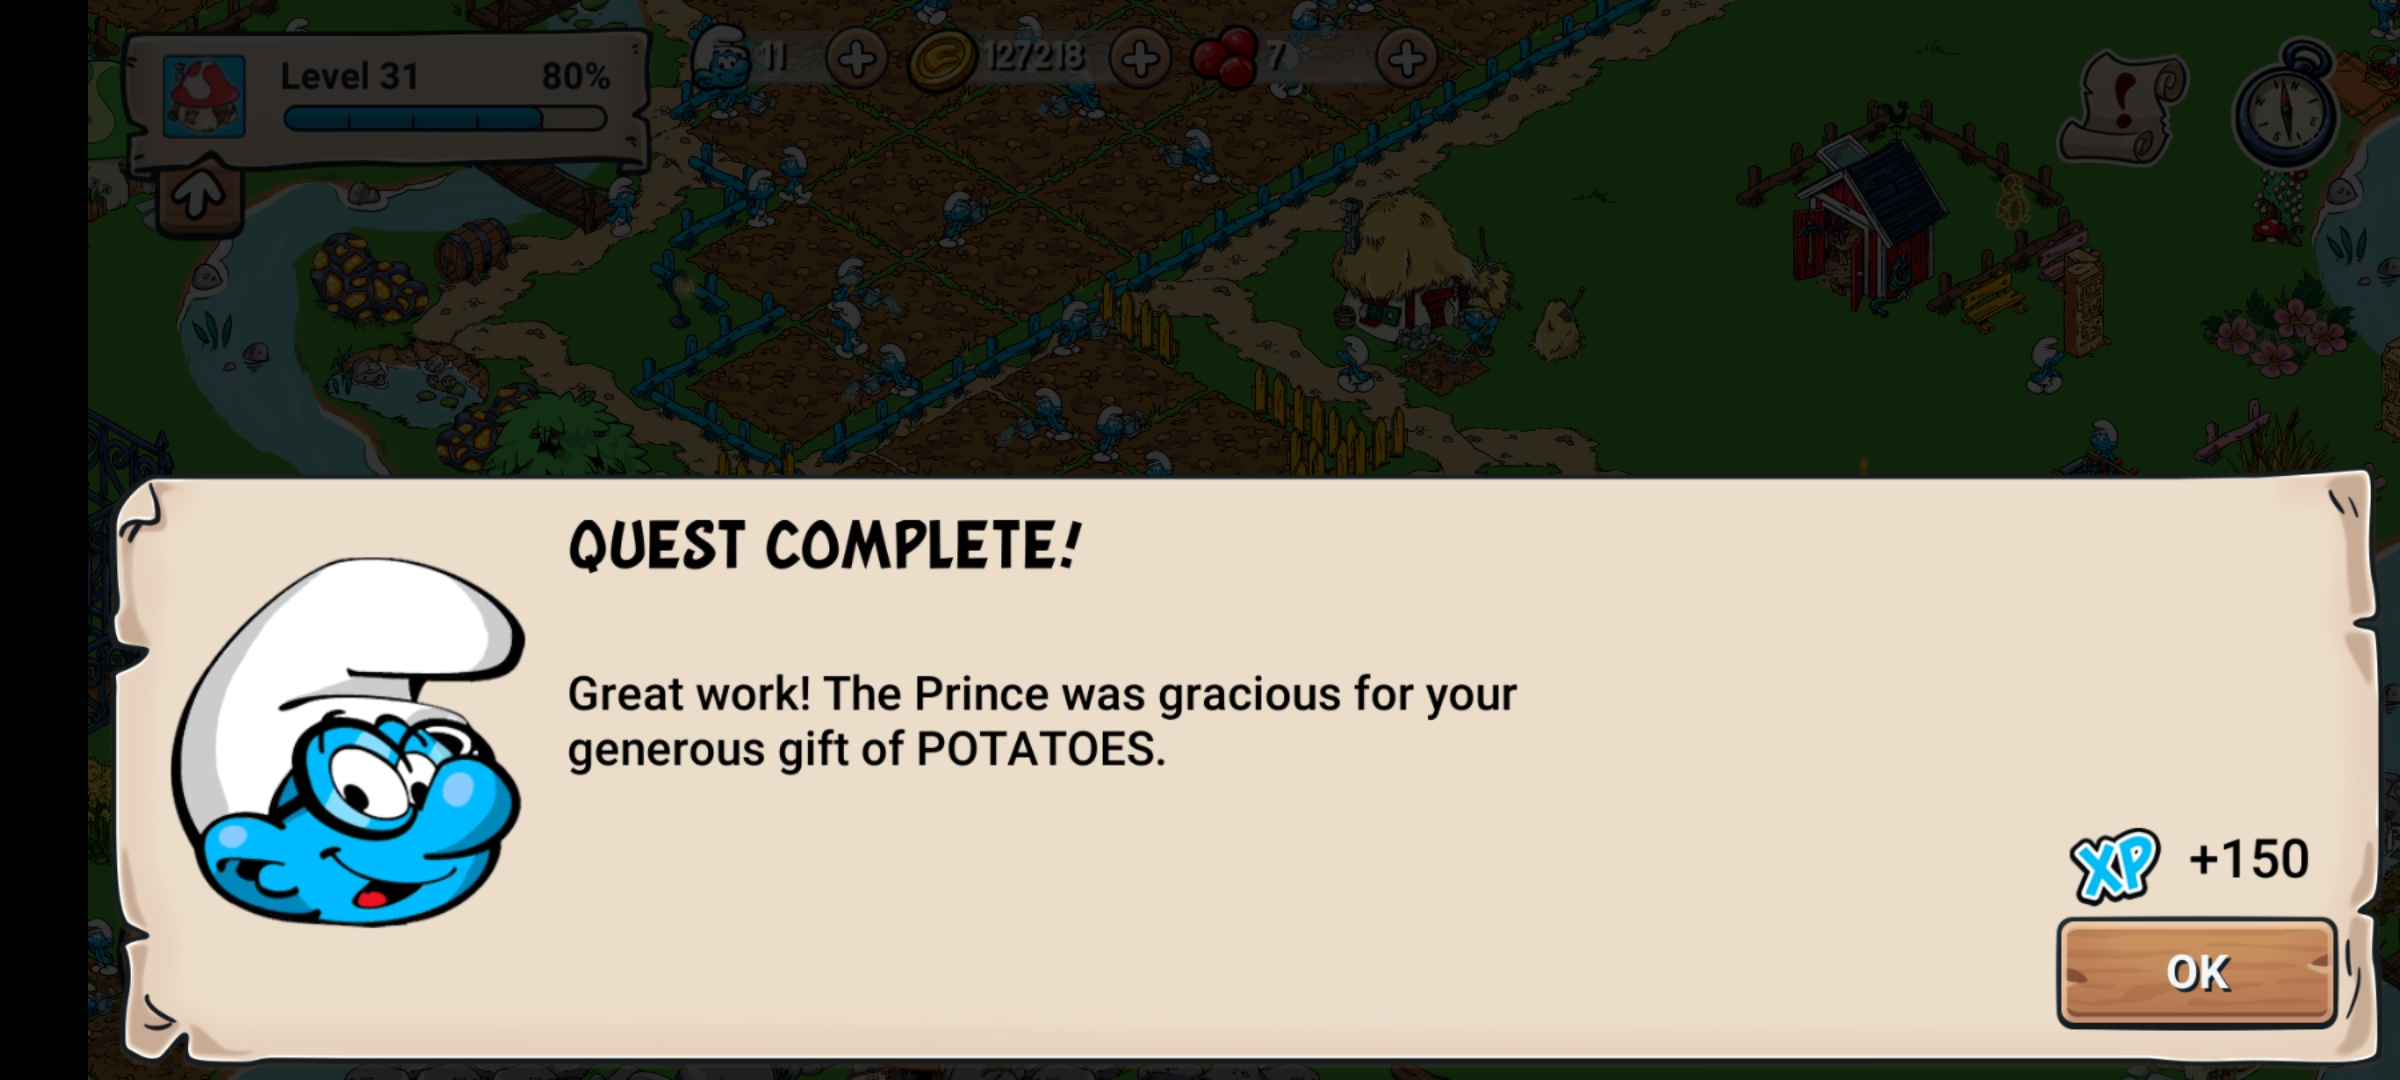 Level 31 80%
11
127218
7
QUEST COMPLETE!
Great work! The Prince was gracious for your
generous gift of POTATOES.
XP +150
OK